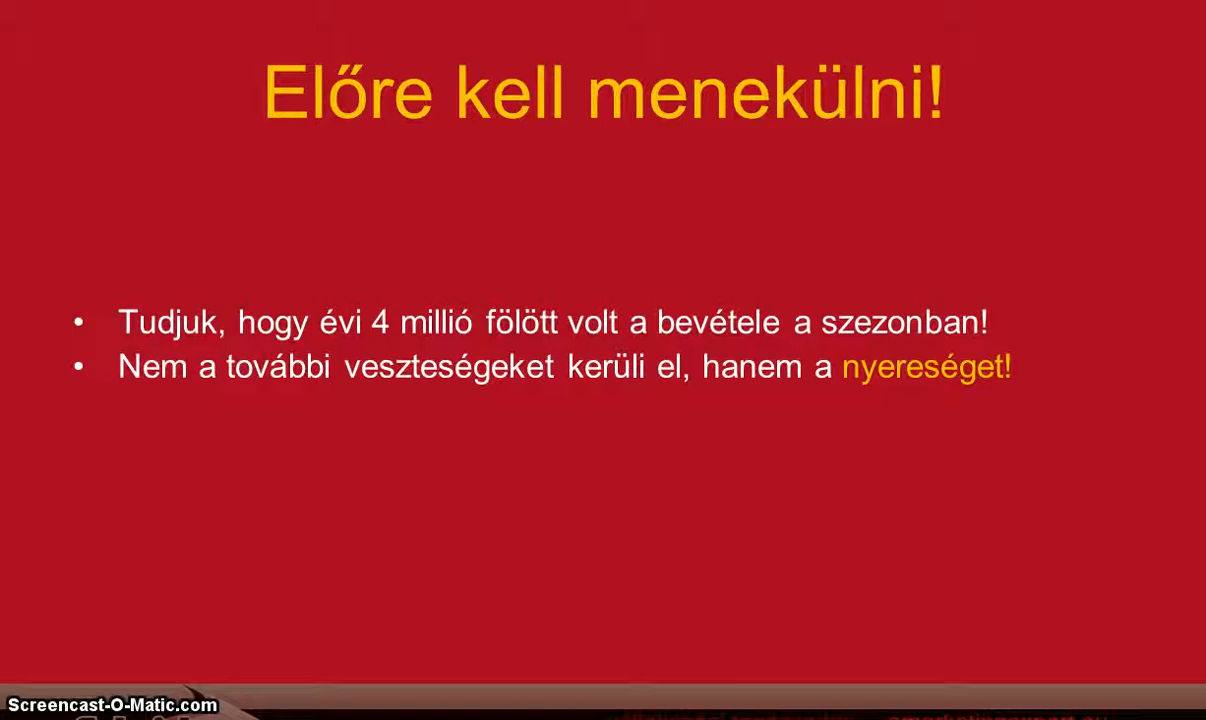 Előre kell menekülni!
• Tudjuk, hogy évi 4 millió fölött volt a bevétele a szezonban!
• Nem a további veszteségeket kerüli el, hanem a nyereséget!
Screencast-O-Matic.com